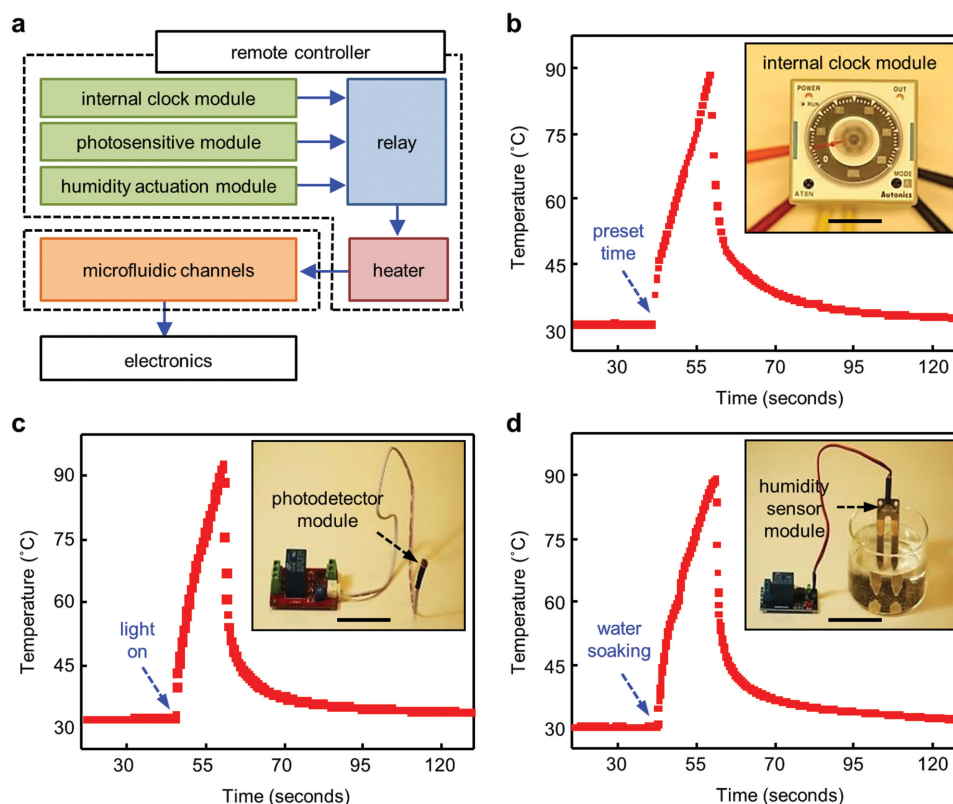 a
remote controller
internal clock module
photosensitive module
humidity actuation module
relay
microfluidic channels
heater
electronics
b
Temperature (˚C)
90
75
60
45
30
preset
time
internal clock module
POWER
OUT
RUN
0
MODE
AT8N
Autonics
30
55
70
95
120
Time (seconds)
c
Temperature (˚C)
90
75
60
45
30
light
on
photodetector
module
30
55
70
95
120
Time (seconds)
d
Temperature (˚C)
90
75
60
45
30
water
soaking
humidity
sensor
module
30
55
70
95
120
Time (seconds)